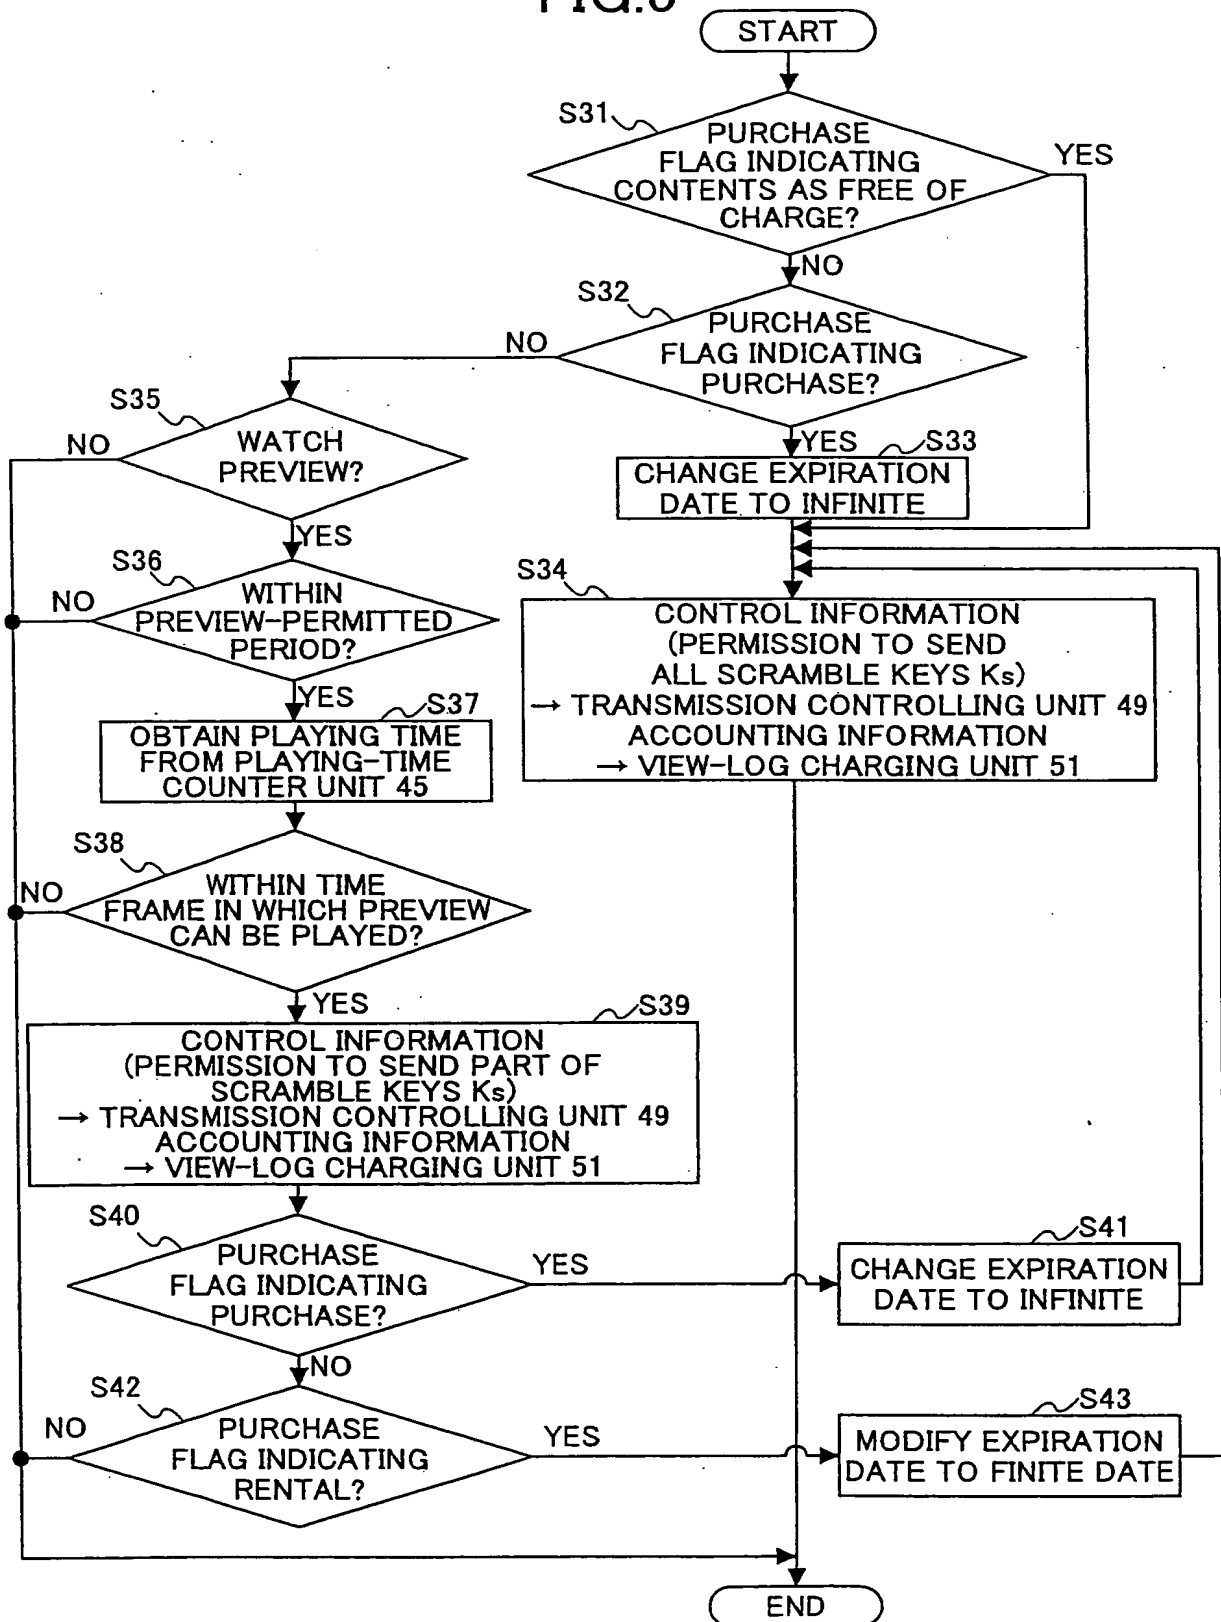 START
S31
PURCHASE
FLAG INDICATING
CONTENTS AS FREE OF
CHARGE?
YES
NO
S32
PURCHASE
FLAG INDICATING
PURCHASE?
NO
YES
S33
CHANGE EXPIRATION
DATE TO INFINITE
S34
CONTROL INFORMATION
(PERMISSION TO SEND
ALL SCRAMBLE KEYS Ks)
→ TRANSMISSION CONTROLLING UNIT 49
ACCOUNTING INFORMATION
→ VIEW-LOG CHARGING UNIT 51
S35
WATCH
PREVIEW?
NO
YES
S36
WITHIN
PREVIEW-PERMITTED
PERIOD?
NO
YES
S37
OBTAIN PLAYING TIME
FROM PLAYING-TIME
COUNTER UNIT 45
S38
WITHIN TIME
FRAME IN WHICH PREVIEW
CAN BE PLAYED?
NO
YES
S39
CONTROL INFORMATION
(PERMISSION TO SEND PART OF
SCRAMBLE KEYS Ks)
→ TRANSMISSION CONTROLLING UNIT 49
ACCOUNTING INFORMATION
→ VIEW-LOG CHARGING UNIT 51
S40
PURCHASE
FLAG INDICATING
PURCHASE?
YES
S41
CHANGE EXPIRATION
DATE TO INFINITE
NO
S42
PURCHASE
FLAG INDICATING
RENTAL?
NO
YES
S43
MODIFY EXPIRATION
DATE TO FINITE DATE
END